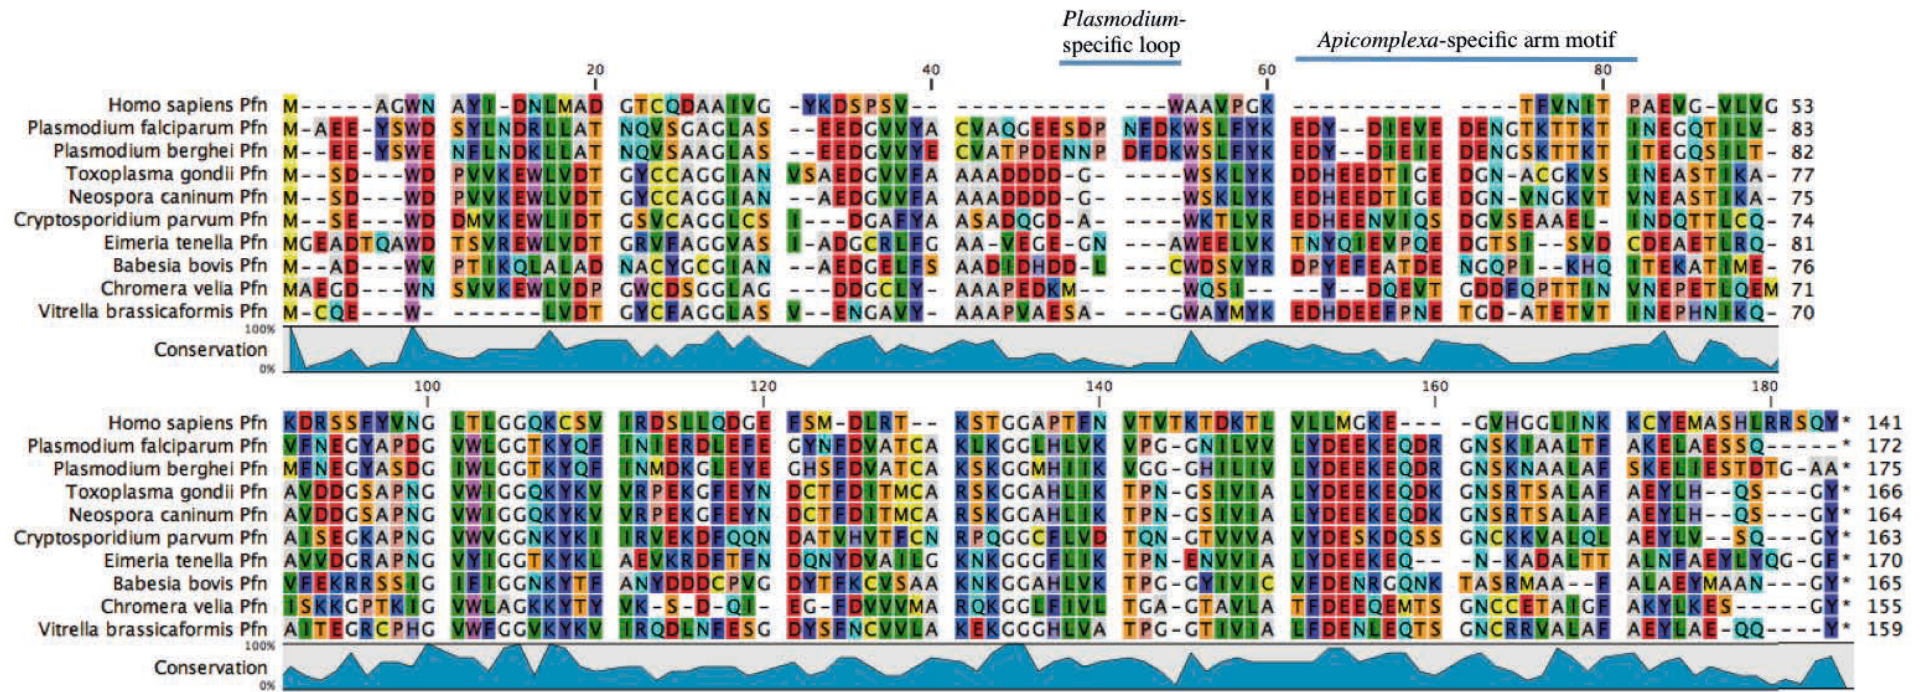 Plasmodium-
specific loop
Apicomplexa-specific arm motif
20 40 60 80
Homo sapiens Pfn M-----AGWN AYI-DNLMAD GTCQDAAIVG -YKDSPSV-- ---------- ---WAAVPGK ---------- ----TFVNIT PAEVG-VLVG 53
Plasmodium falciparum Pfn M-AEE-YSWD SYLNDRLLAT NQVSGAGLAS --EEDGVVYA CVAQGEESDP NFDKWSLFYK EDY--DIEVE DENGTKTTKT INEGQTILV- 83
Plasmodium berghei Pfn M--EE-YSWE NFLNDKLLAT NQVSAAGLAS --EEDGVVYE CVATPDENNP DFDKWSLFYK EDY--DIEIE DENGSKTTKT ITEGQSILT- 82
Toxoplasma gondii Pfn M--SD---WD PVVKEWLVDT GYCCAGGIAN VSAEDGVVFA AAADDDD-G- ----WSKLYK DDHEEDTIGE DGN-ACGKVS INEASTIKA- 77
Neospora caninum Pfn M--SD---WD PVVKEWLVDT GYCCAGGIAN --AEDGVVFA AAADDDD-G- ----WSKLYK EDHEEDTIGE DGN-VNGKVT VNEASTIKA- 75
Cryptosporidium parvum Pfn M--SE---WD DMVKEWLIDT GSVCAGGLCS I---DGAFYA ASADQGD-A- ----WKTLVR EDHEENVIQS DGVSEAAEL- INDQTTLCQ- 74
Eimeria tenella Pfn MGEADTQAWD TSVREWLVDT GRVFAGGVAS I-ADGCRLFG AA-VEGE-GN ---AWEELVK TNYQIEVPQE DGTSI--SVD CDEAETLRQ- 81
Babesia bovis Pfn M--AD---WV PTIKQLALAD NACYGCGIAN --AEDGELFS AADIDHDD-L ---CWDSVYR DPYEFEATDE NGQPI--KHQ ITEKATIME- 76
Chromera velia Pfn MAEGD---WN SVVKEWLVDP GWCDSGGLAG ---DDGCLY- AAAPEDKM-- ----WQSI-- --Y--DQEVT GDDFQPTTIN VNEPETLQEM 71
Vitrella brassicaformis Pfn M-CQE---W- ------LVDT GYCFAGGLAS V--ENGAVY- AAAPVAESA- ---GWAYMYK EDHDEEFPNE TGD-ATETVT INEPHNIKQ- 70
100%
Conservation
0%
100 120 140 160 180
Homo sapiens Pfn KDRSSFYVNG LTLGGQKCSV IRDSLLQDGE FSM-DLRT-- KSTGGAPTFN VTVTKTDKTL VLLMGKE--- -GVHGGLINK KCYEMASHLRRSQY* 141
Plasmodium falciparum Pfn VFNEGYAPDG VWLGGTKYQF INIERDLEFE GYNFDVATCA KLKGGLHLVK VPG-GNILVV LYDEEKEQDR GNSKIAALTF AKELAESSQ-----* 172
Plasmodium berghei Pfn MFNEGYASDG IWLGGTKYQF INMDKGLEYE GHSFDVATCA KSKGGMHIIK VGG-GHILIV LYDEEKEQDR GNSKNAALAF SKELIESTDTG-AA* 175
Toxoplasma gondii Pfn AVDDGSAPNG VWIGGQKYKV VRPEKGFEYN DCTFDITMCA RSKGGAHLIK TPN-GSIVIA LYDEEKEQDK GNSRTSALAF AEYLH--QS---GY* 166
Neospora caninum Pfn AVDDGSAPNG VWIGGQKYKV VRPEKGFEYN DCTFDITMCA RSKGGAHLIK TPN-GSIVIA LYDEEKEQDK GNSRTSALAF AEYLH--QS---GY* 164
Cryptosporidium parvum Pfn AISEGKAPNG VWVGGNKYKI IRVEKDFQQN DATVHVTFCN RPQGGCFLVD TQN-GTVVVA VYDESKDQSS GNCKKVALQL AEYLV--SQ---GY* 163
Eimeria tenella Pfn AVVDGRAPNG VYIGGTKYKL AEVKRDFTFN DQNYDVAILG KNKGGFLIK TPN-ENVVIA LYDEEKEQ-- -N-KADALTT ALNFAEYLYQG-GF* 170
Babesia bovis Pfn VFEKRRSSIG IFIGGNKYTF ANYDDDCPVG DYTFKCVSAA KNKGGAHLVK TPG-GYIVIC VFDENRGQNK TASRMAA--F ALAEYMAAN---GY* 165
Chromera velia Pfn ISKKGPTKIG VWLAGKKYTY VK-S-D-QI- EG-FDVVVMA RQKGGLFIVL TGA-GTAVLA TFDEEQEMTS GNCCETAIGF AKYLKES-----GY* 155
Vitrella brassicaformis Pfn AITEGRCPHG VWFGGVKYKV IRQDLNFESG DYSFNCVVLA KEKGGGHLVA TPG-GTIVIA LFDENLEQTS GNCRRVALAF AEYLAE-QQ----Y* 159
100%
Conservation
0%